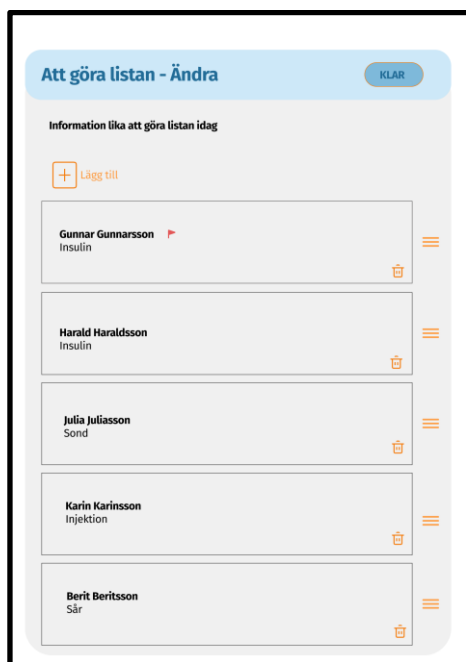 Att göra listan - Ändra
KLAR
Information lika att göra listan idag
Lägg till
Gunnar Gunnarsson
Insulin
Harald Haraldsson
Insulin
Julia Juliasson
Sond
Karin Karinsson
Injektion
Berit Beritsson
Sår